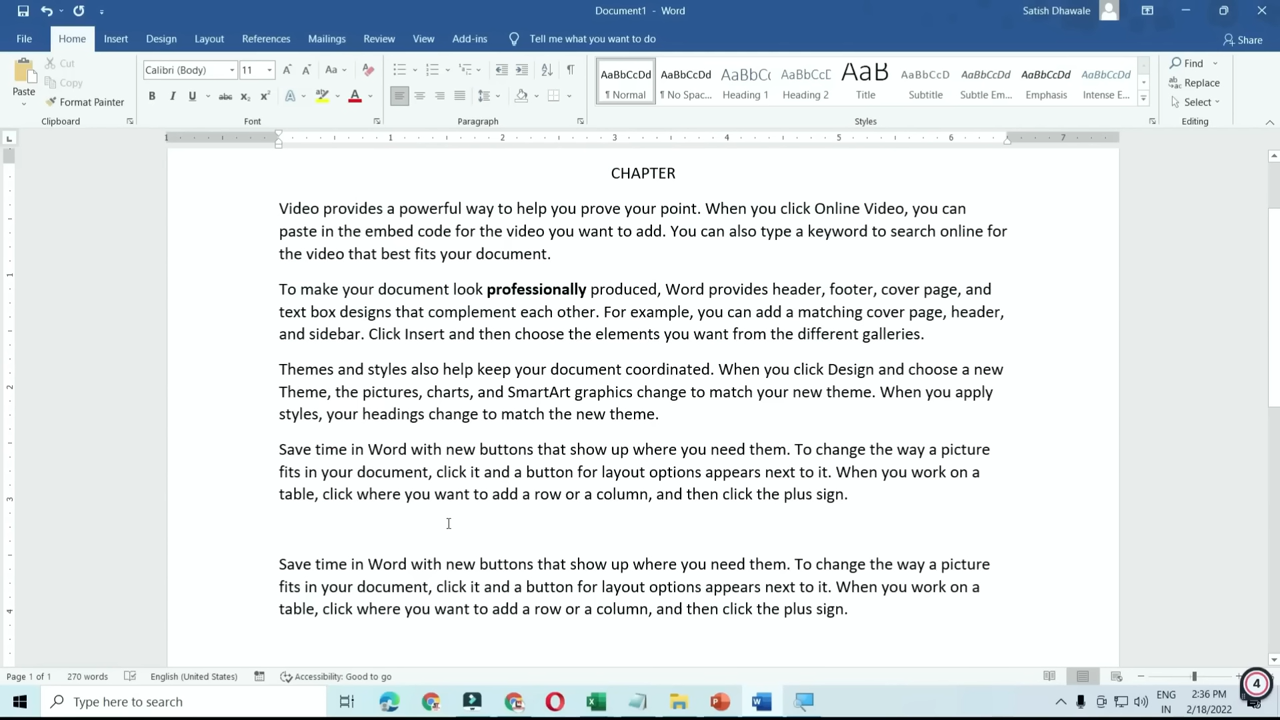 Document1 - Word
Satish Dhawale
File Home Insert Design Layout References Mailings Review View Add-ins Tell me what you want to do Share
Paste
Cut
Copy
Format Painter
Clipboard
Calibri (Body) 11
Font
Paragraph
AaBbCcDd AaBbCcDd AaBbC( AaBbCcD AaB AaBbCcD AaBbCcDd AaBbCcDd AaBbCcDd
¶ Normal ¶ No Spac... Heading 1 Heading 2 Title Subtitle Subtle Em... Emphasis Intense E...
Styles
Find
Replace
Select
Editing
1 1 2 3 4 5 6 7
CHAPTER
Video provides a powerful way to help you prove your point. When you click Online Video, you can
paste in the embed code for the video you want to add. You can also type a keyword to search online for
the video that best fits your document.
To make your document look professionally produced, Word provides header, footer, cover page, and
text box designs that complement each other. For example, you can add a matching cover page, header,
and sidebar. Click Insert and then choose the elements you want from the different galleries.
Themes and styles also help keep your document coordinated. When you click Design and choose a new
Theme, the pictures, charts, and SmartArt graphics change to match your new theme. When you apply
styles, your headings change to match the new theme.
Save time in Word with new buttons that show up where you need them. To change the way a picture
fits in your document, click it and a button for layout options appears next to it. When you work on a
table, click where you want to add a row or a column, and then click the plus sign.
Save time in Word with new buttons that show up where you need them. To change the way a picture
fits in your document, click it and a button for layout options appears next to it. When you work on a
table, click where you want to add a row or a column, and then click the plus sign.
Page 1 of 1 270 words English (United States) Accessibility: Good to go
4
Type here to search
ENG
IN
2:36 PM
2/18/2022